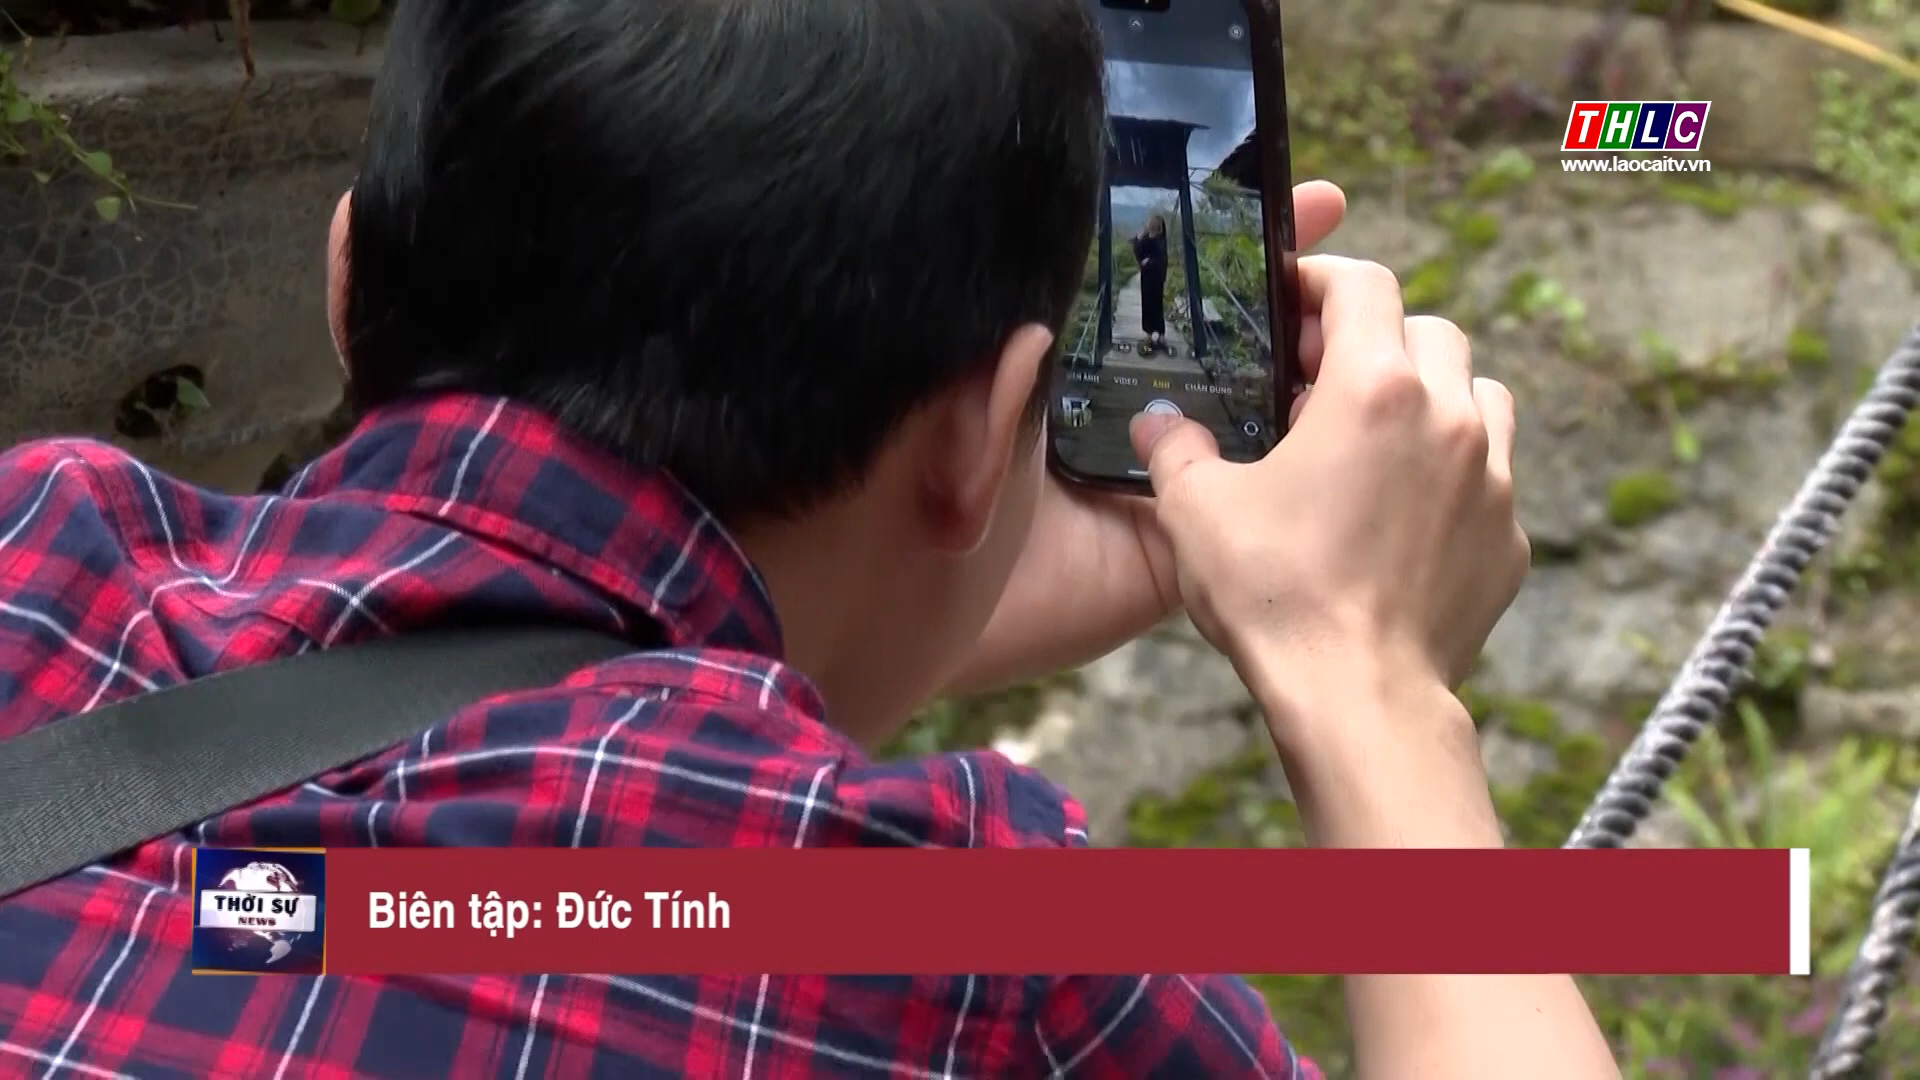 THLC
www.laocaitv.vn
VIDEO
ẢNH
CHÂN DUNG
THỜI SỰ
NEWS
Biên tập: Đức Tính